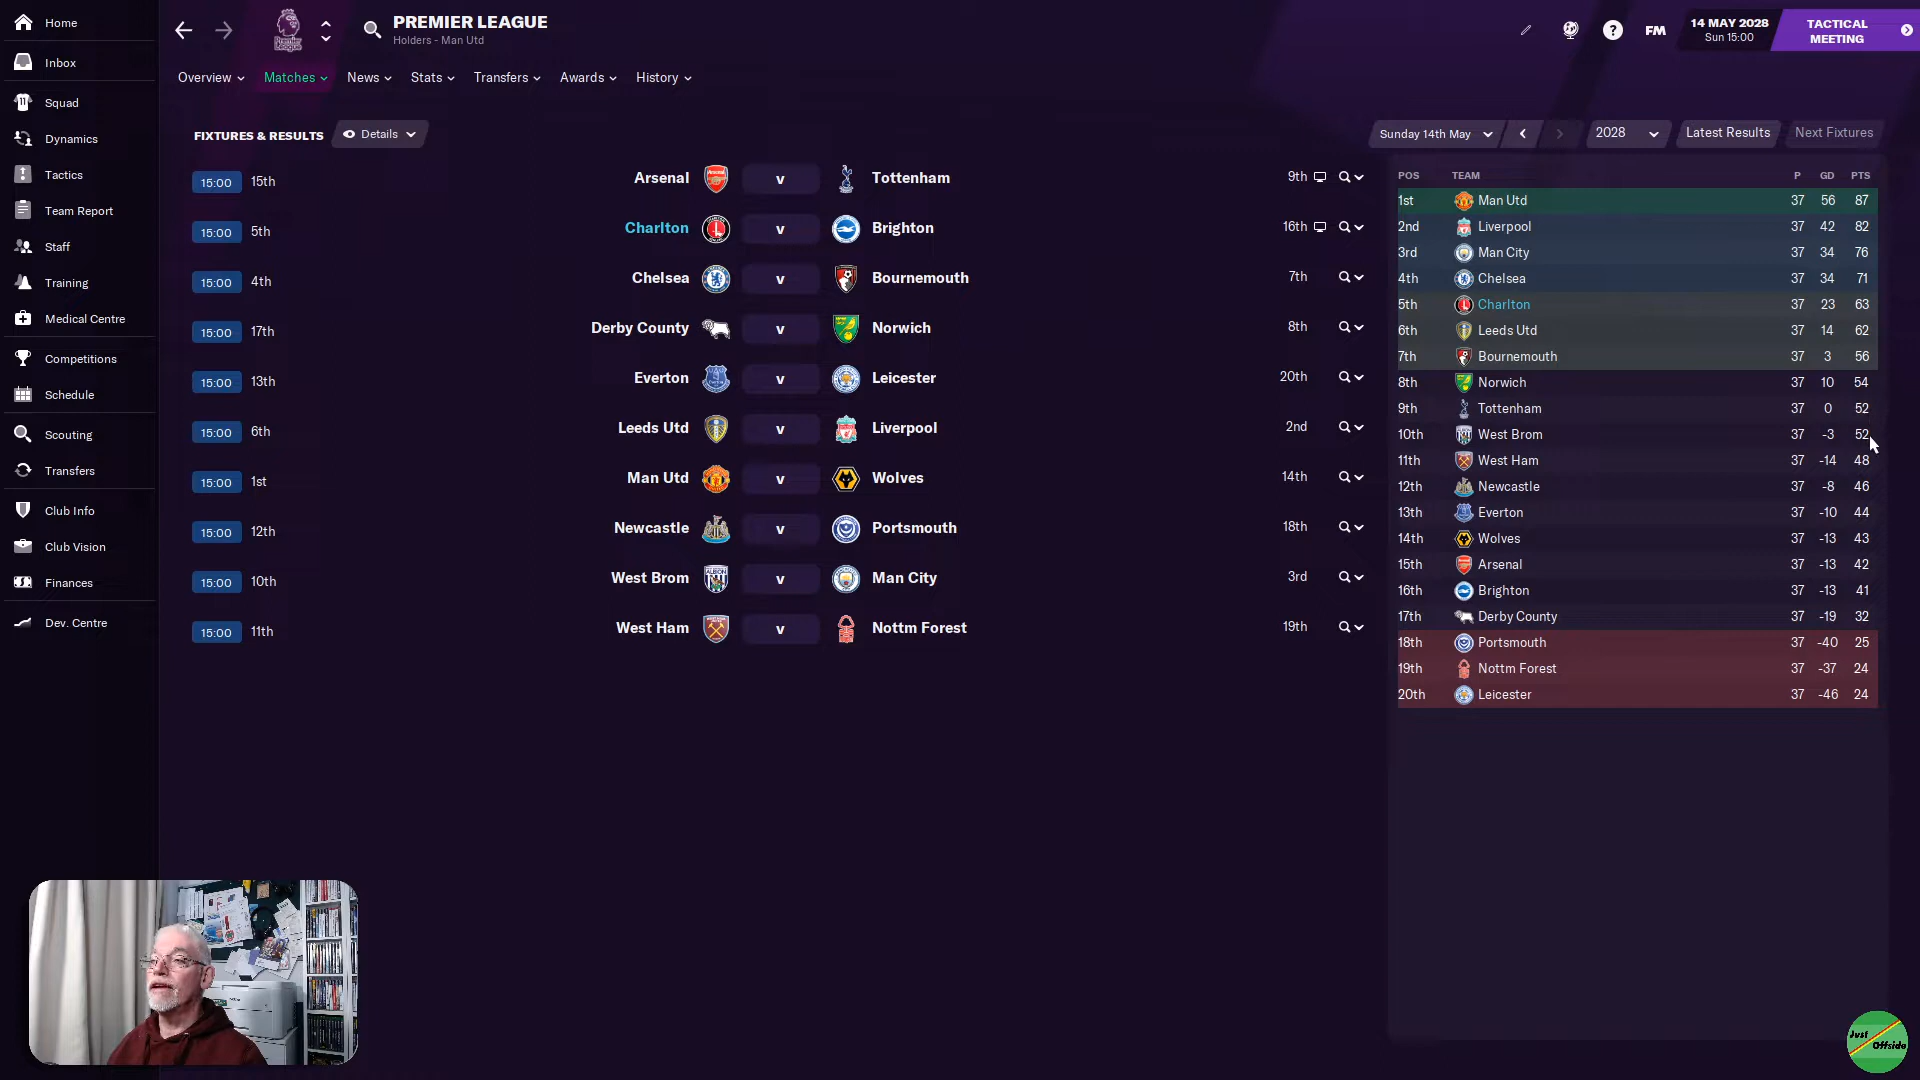 Home
Inbox
Squad
Dynamics
Tactics
Team Report
Staff
Training
Medical Centre
Competitions
Schedule
Scouting
Transfers
Club Info
Club Vision
Finances
Dev. Centre
PREMIER LEAGUE
Holders - Man Utd
FM
14 MAY 2028
Sun 15:00
TACTICAL MEETING
Overview Matches News Stats Transfers Awards History
FIXTURES & RESULTS Details
Sunday 14th May 2028 Latest Results Next Fixtures
15:00 15th Arsenal v Tottenham 9th
15:00 5th Charlton v Brighton 16th
15:00 4th Chelsea v Bournemouth 7th
15:00 17th Derby County v Norwich 8th
15:00 13th Everton v Leicester 20th
15:00 6th Leeds Utd v Liverpool 2nd
15:00 1st Man Utd v Wolves 14th
15:00 12th Newcastle v Portsmouth 18th
15:00 10th West Brom v Man City 3rd
15:00 11th West Ham v Nottm Forest 19th
POS TEAM P GD PTS
1st Man Utd 37 56 87
2nd Liverpool 37 42 82
3rd Man City 37 34 76
4th Chelsea 37 34 71
5th Charlton 37 23 63
6th Leeds Utd 37 14 62
7th Bournemouth 37 3 56
8th Norwich 37 10 54
9th Tottenham 37 0 52
10th West Brom 37 -3 52
11th West Ham 37 -14 48
12th Newcastle 37 -8 46
13th Everton 37 -10 44
14th Wolves 37 -13 43
15th Arsenal 37 -13 42
16th Brighton 37 -13 41
17th Derby County 37 -19 32
18th Portsmouth 37 -40 25
19th Nottm Forest 37 -37 24
20th Leicester 37 -46 24
Just
Offside